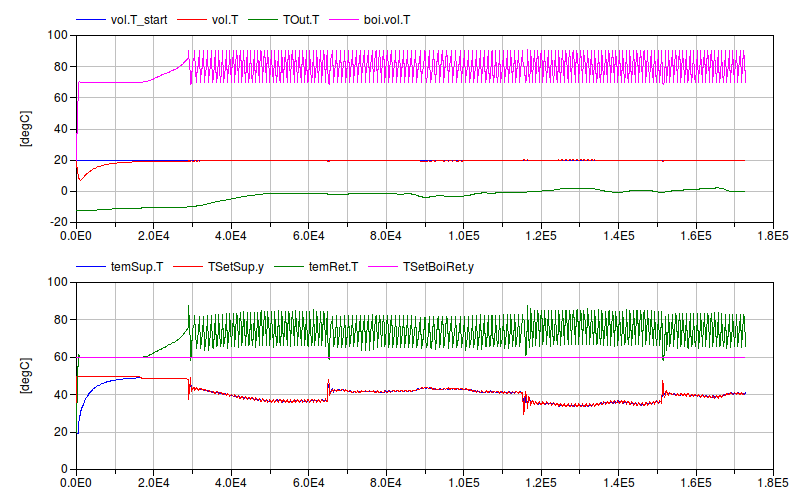 vol.T_start vol.T TOut.T boi.vol.T
100
80
60
40
20
0
-20
[degC]
0.0E0 2.0E4 4.0E4 6.0E4 8.0E4 1.0E5 1.2E5 1.4E5 1.6E5 1.8E5
temSup.T TSetSup.y temRet.T TSetBoiRet.y
100
80
60
40
20
0
[degC]
0.0E0 2.0E4 4.0E4 6.0E4 8.0E4 1.0E5 1.2E5 1.4E5 1.6E5 1.8E5